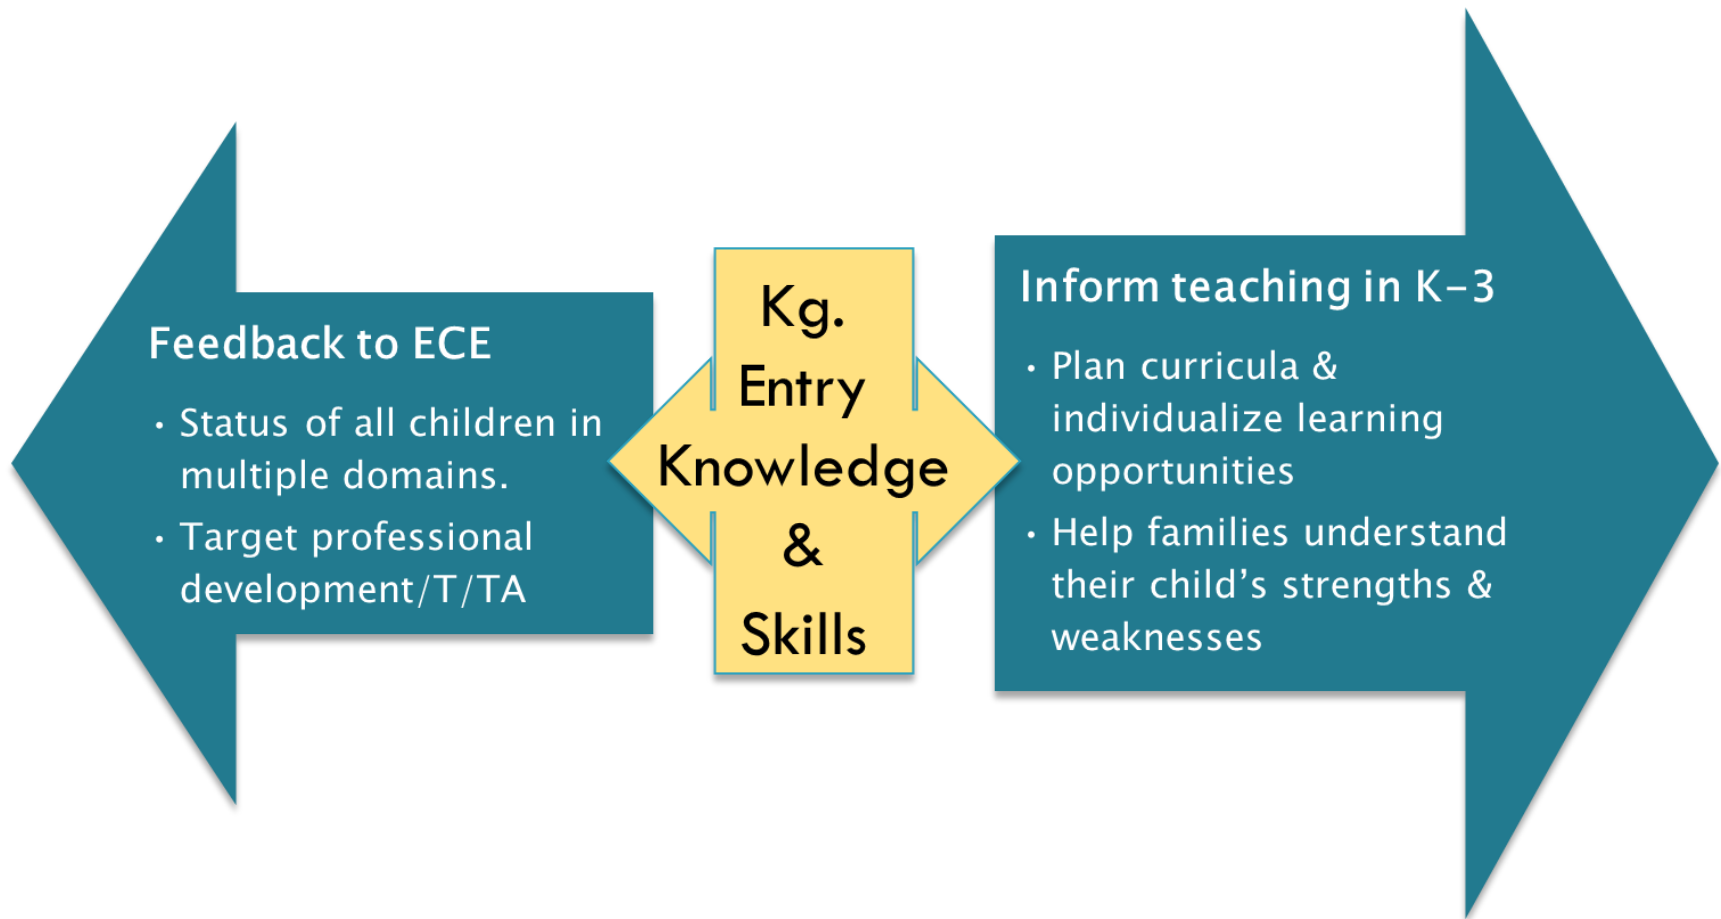 Feedback to ECE
• Status of all children in
multiple domains.
• Target professional
development/T/TA
Kg.
Entry
Knowledge
&
Skills
Inform teaching in K-3
• Plan curricula &
individualize learning
opportunities
• Help families understand
their child’s strengths &
weaknesses